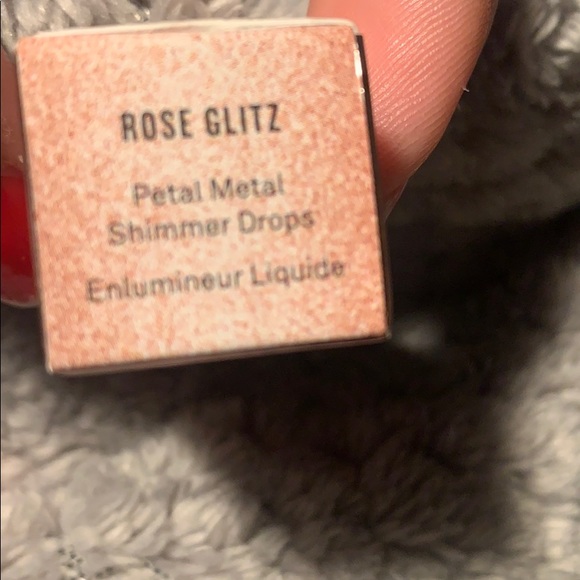 ROSE GLITZ
Petal Metal
Shimmer Drops
Enlumineur Liquide